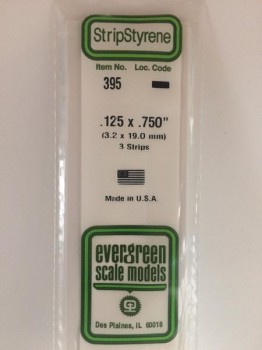 StripStyrene
Item No. Loc. Code
395
.125 x .750"
(3.2 x 19.0 mm)
3 Strips
Made in U.S.A.
evergreen
scale models
Des Plaines, IL 60018